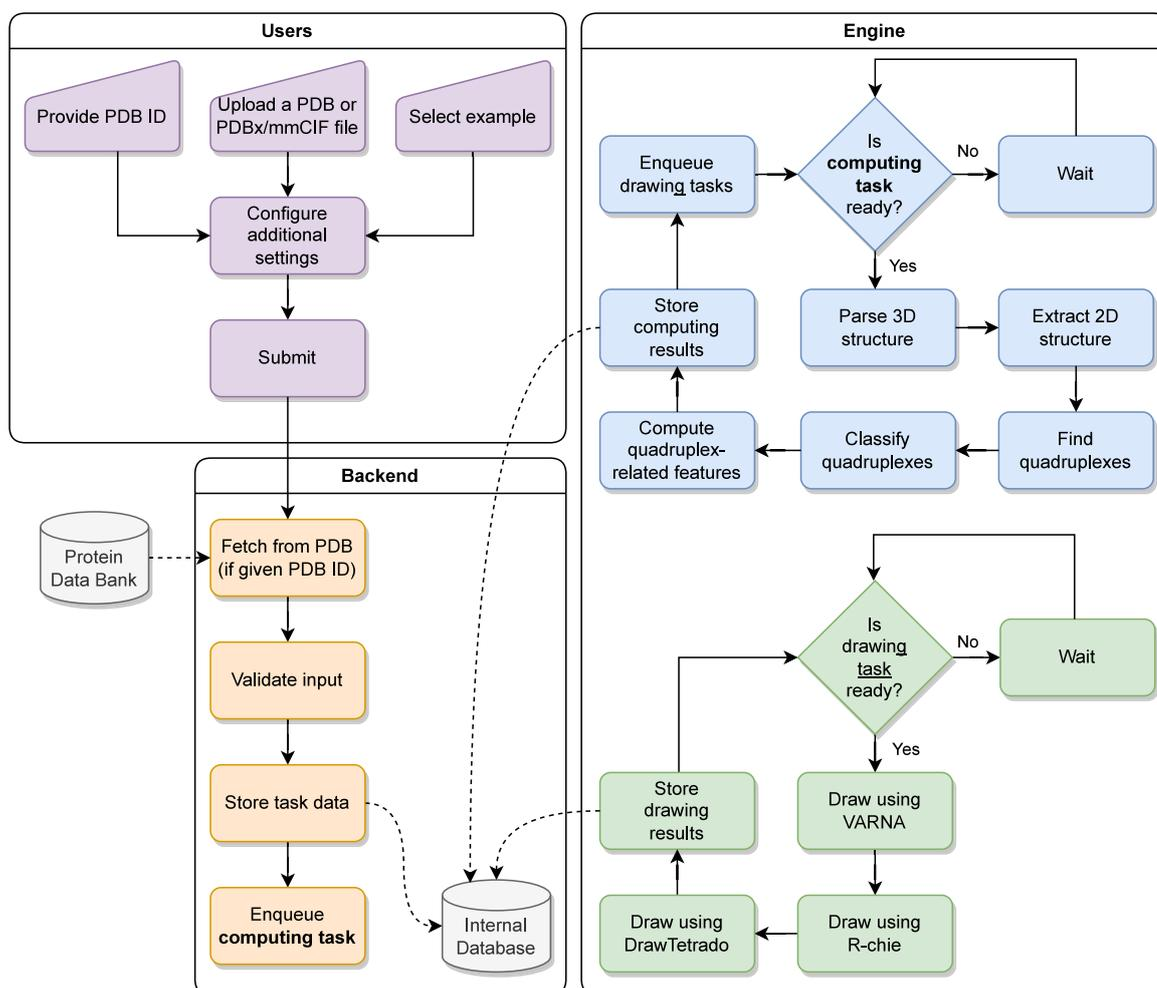 Users
Provide PDB ID
Upload a PDB or
PDBx/mmCIF file
Select example
Configure
additional
settings
Submit
Backend
Protein
Data Bank
Fetch from PDB
(if given PDB ID)
Validate input
Store task data
Enqueue
computing task
Internal
Database
Engine
Enqueue
drawing tasks
Is
computing
task
ready?
No
Wait
Yes
Store
computing
results
Parse 3D
structure
Extract 2D
structure
Compute
quadruplex-
related features
Classify
quadruplexes
Find
quadruplexes
Is
drawing
task
ready?
No
Wait
Yes
Store
drawing
results
Draw using
VARNA
Draw using
DrawTetrado
Draw using
R-chie